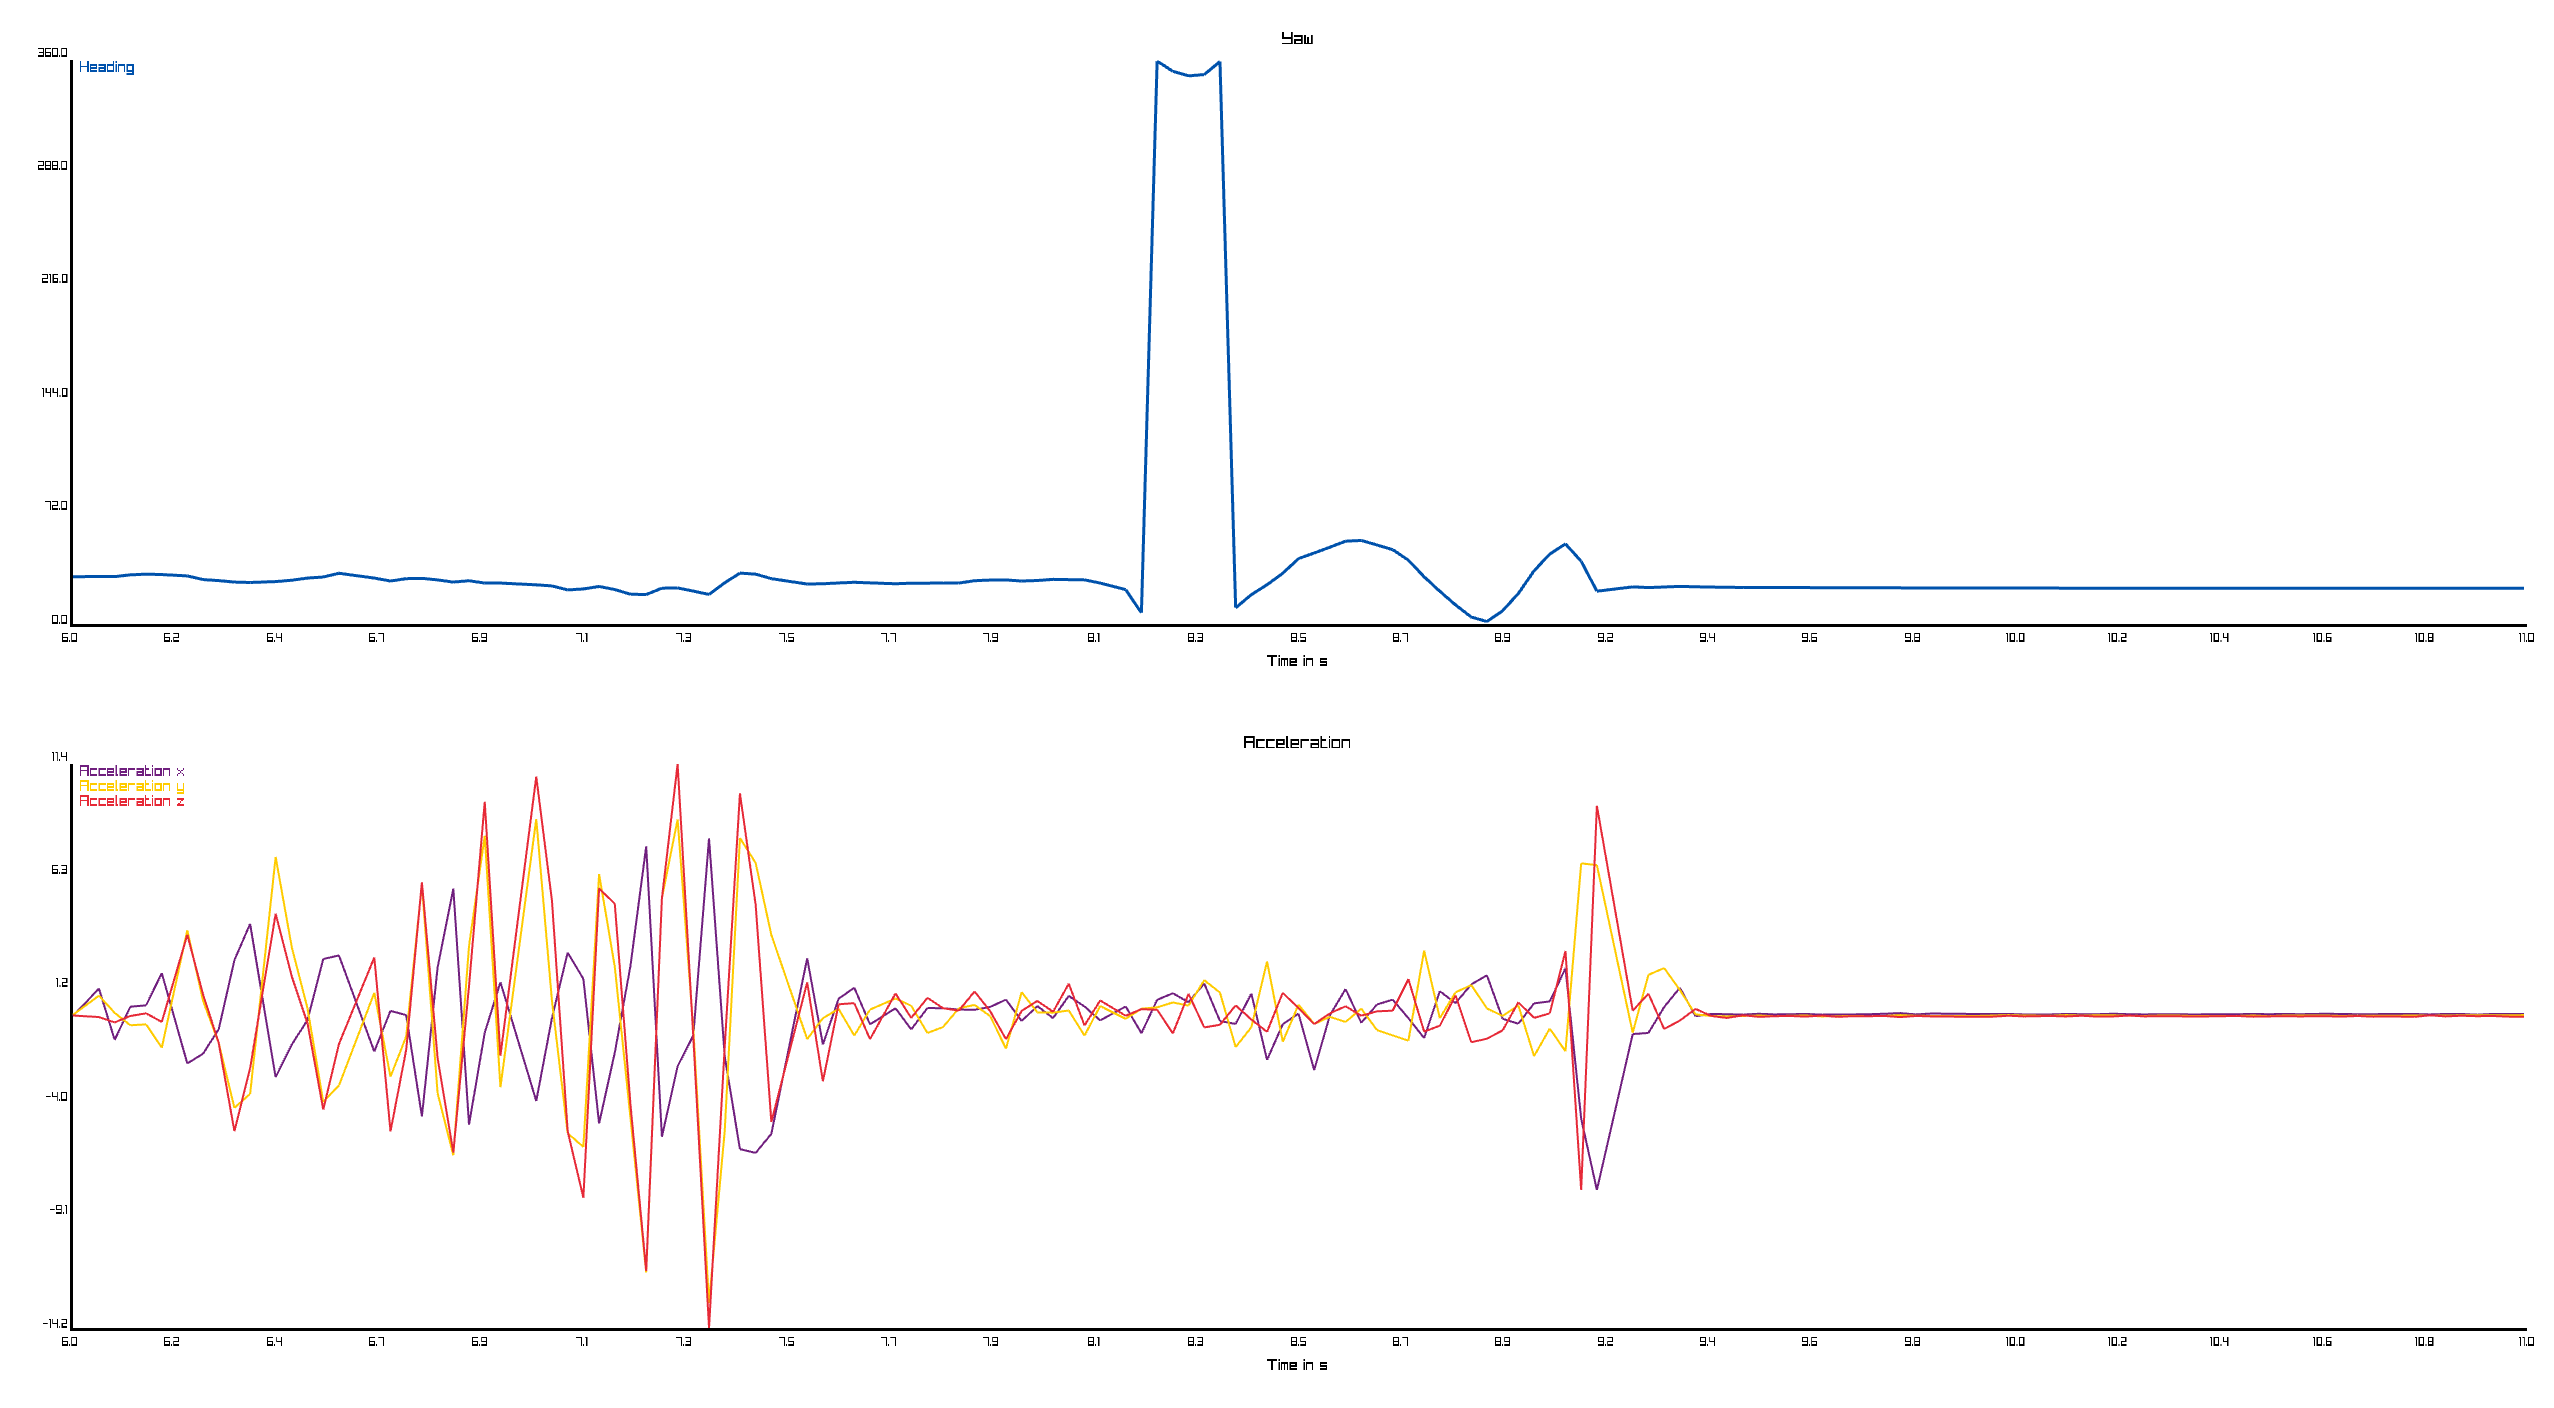 Yaw
360.0
Heading
288.0
216.0
144.0
72.0
0.0
6.0 6.2 6.4 6.7 6.9 7.1 7.3 7.5 7.7 7.9 8.1 8.3 8.5 8.7 8.9 9.2 9.4 9.6 9.8 10.0 10.2 10.4 10.6 10.8 11.0
Time in s
Acceleration
11.4
Acceleration x
Acceleration y
Acceleration z
6.3
1.2
-4.0
-9.1
-14.2
6.0 6.2 6.4 6.7 6.9 7.1 7.3 7.5 7.7 7.9 8.1 8.3 8.5 8.7 8.9 9.2 9.4 9.6 9.8 10.0 10.2 10.4 10.6 10.8 11.0
Time in s